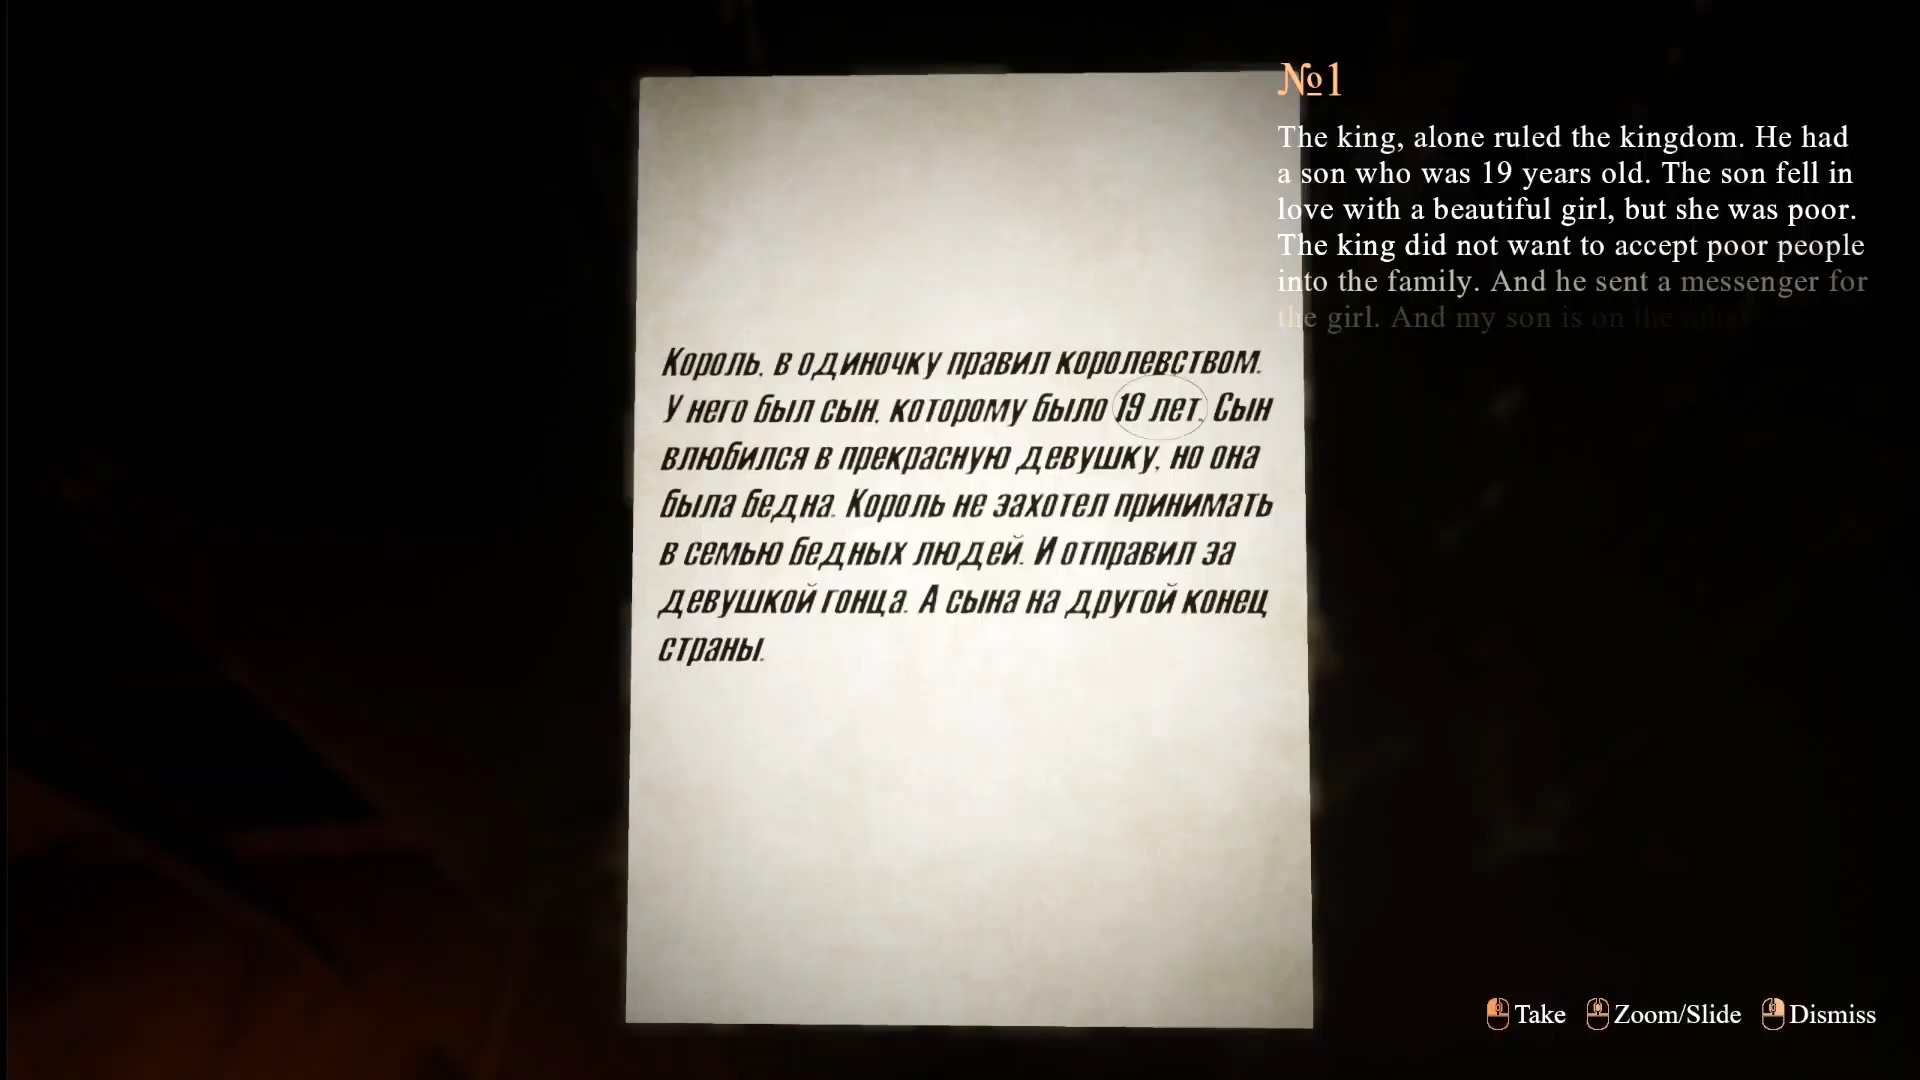 №1
The king, alone ruled the kingdom. He had
a son who was 19 years old. The son fell in
love with a beautiful girl, but she was poor.
The king did not want to accept poor people
into the family. And he sent a messenger for
the girl. And my son is on the
Король, в одиночку правил королевством.
У него был сын, которому было 19 лет. Сын
влюбился в прекрасную девушку, но она
была бедна. Король не захотел принимать
в семью бедных людей. И отправил за
девушкой гонца. А сына на другой конец
страны.
Take Zoom/Slide Dismiss